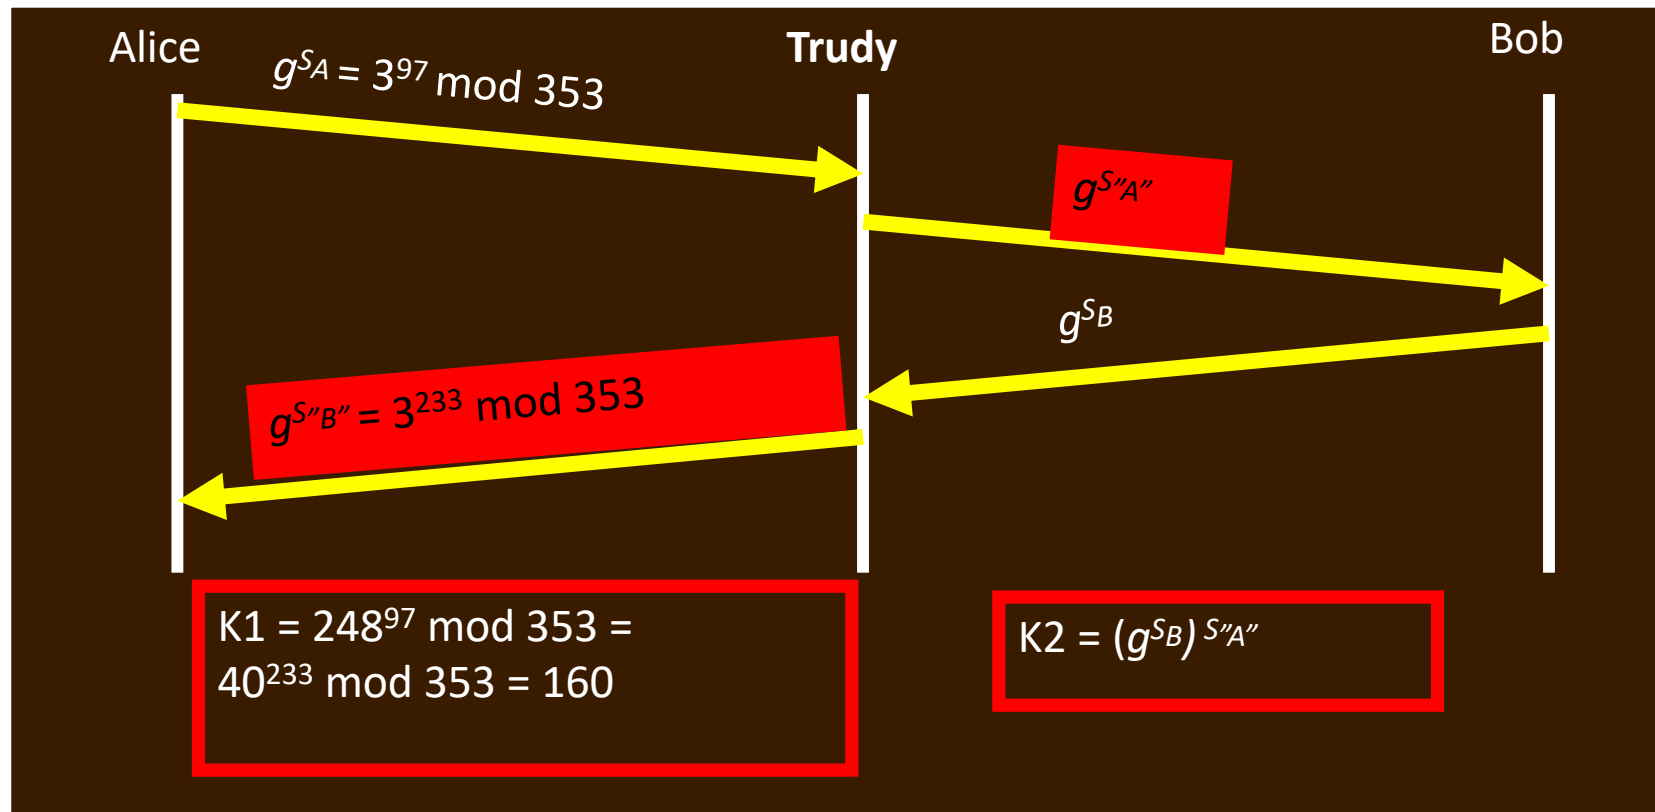 Alice
Trudy
Bob
g^S_A = 3^97 mod 353
g^S”A”
g^S_B
g^S”B” = 3^233 mod 353
K1 = 248^97 mod 353 =
40^233 mod 353 = 160
K2 = (g^S_B)^S”A”